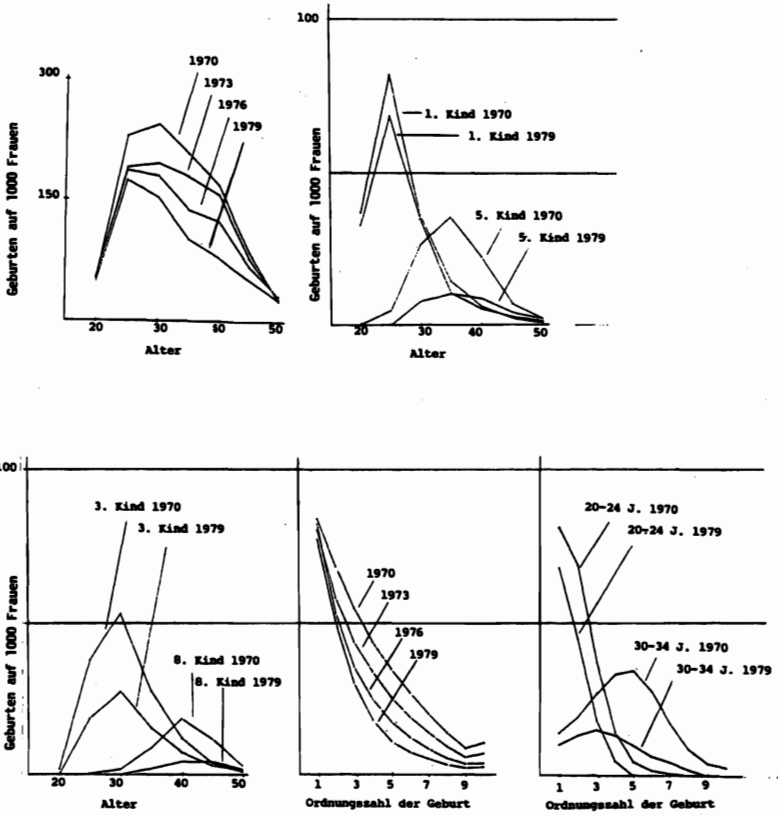 300
150
Geburten auf 1000 Frauen
1970
1973
1976
1979
20 30 40 50
Alter
100
Geburten auf 1000 Frauen
1. Kind 1970
1. Kind 1979
5. Kind 1970
5. Kind 1979
20 30 40 50
Alter
100
Geburten auf 1000 Frauen
3. Kind 1970
3. Kind 1979
8. Kind 1970
8. Kind 1979
20 30 40 50
Alter
1970
1973
1976
1979
1 3 5 7 9
Ordnungszahl der Geburt
20-24 J. 1970
20-24 J. 1979
30-34 J. 1970
30-34 J. 1979
1 3 5 7 9
Ordnungszahl der Geburt